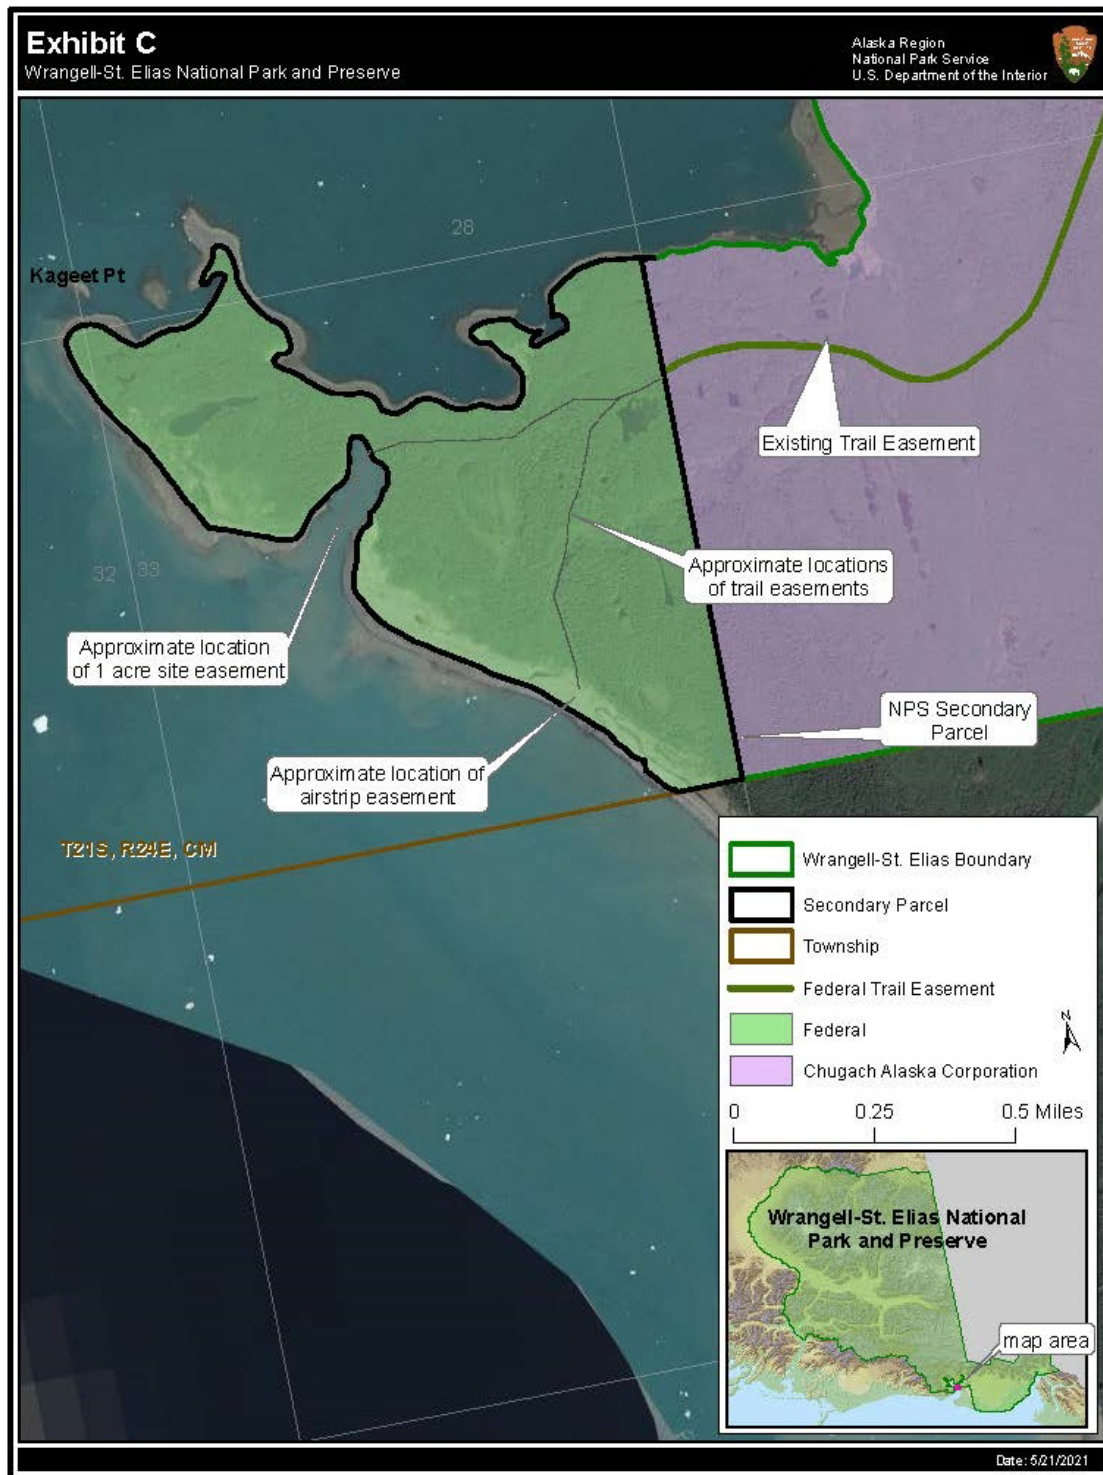 Exhibit C
Wrangell-St. Elias National Park and Preserve
Alaska Region
National Park Service
U.S. Department of the Interior
28
Kageet Pt
Existing Trail Easement
32 33
Approximate locations
of trail easements
Approximate location
of 1 acre site easement
NPS Secondary
Parcel
Approximate location of
airstrip easement
T21S, R24E, CM
Wrangell-St. Elias Boundary
Secondary Parcel
Township
Federal Trail Easement
Federal
N
Chugach Alaska Corporation
0 0.25 0.5 Miles
Wrangell-St. Elias National
Park and Preserve
map area
Date: 5/21/2021